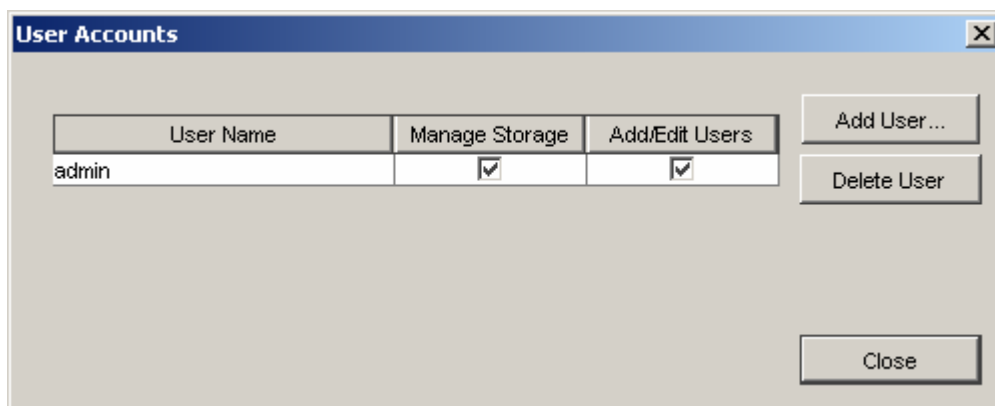 User Accounts
User Name Manage Storage Add/Edit Users
admin
Add User...
Delete User
Close